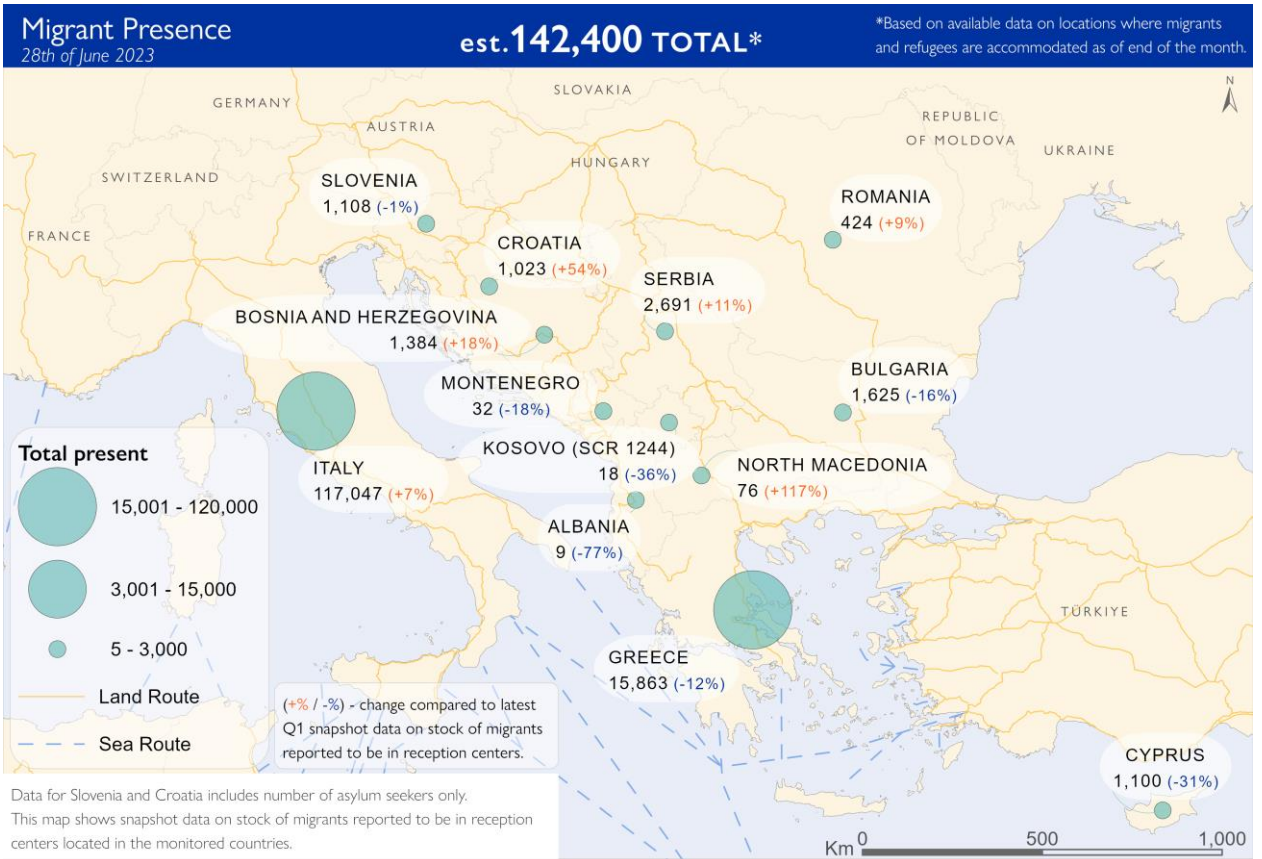 Migrant Presence
28th of June 2023
est.142,400 TOTAL*
*Based on available data on locations where migrants
and refugees are accommodated as of end of the month.
N
SLOVAKIA
GERMANY
REPUBLIC
OF MOLDOVA
AUSTRIA
UKRAINE
HUNGARY
SWITZERLAND
FRANCE
SLOVENIA
1,108 (-1%)
ROMANIA
424 (+9%)
CROATIA
1,023 (+54%)
SERBIA
2,691 (+11%)
BOSNIA AND HERZEGOVINA
1,384 (+18%)
BULGARIA
1,625 (-16%)
MONTENEGRO
32 (-18%)
KOSOVO (SCR 1244)
18 (-36%)
NORTH MACEDONIA
76 (+117%)
ITALY
117,047 (+7%)
ALBANIA
9 (-77%)
TÜRKIYE
GREECE
15,863 (-12%)
CYPRUS
1,100 (-31%)
Total present
15,001 - 120,000
3,001 - 15,000
5 - 3,000
Land Route
Sea Route
(+% / -%) - change compared to latest
Q1 snapshot data on stock of migrants
reported to be in reception centers.
Data for Slovenia and Croatia includes number of asylum seekers only.
This map shows snapshot data on stock of migrants reported to be in reception
centers located in the monitored countries.
Km 0 500 1,000